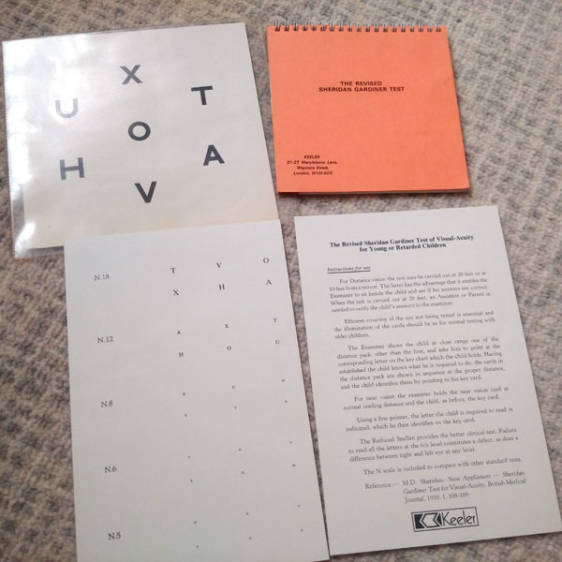 X
U T
O
H A
V
THE REVISED
SHERIDAN GARDINER TEST
KEELER
21-27 Marylebone Lane,
Wigmore Street,
London, W1M 6DS
N.18 T V O
X H A
N.12 A X T
H O U
N.8
N.6
N.5
The Revised Sheridan Gardiner Test of Visual-Acuity
for Young or Retarded Children
Instructions for use
For Distance vision the test may be carried out at 20 feet or at
10 feet from a mirror. The latter has the advantage that it enables the
Examiner to sit beside the child and see if his answers are correct.
When the test is carried out at 20 feet, an Assistant or Parent is
needed to verify the child's answers to the examiner.
Efficient covering of the eye not being tested is essential and
the illumination of the cards should be as for normal testing with
older children.
The Examiner shows the child at close range one of the
distance pack, other than the first, and asks him to point at the
corresponding letter on the key chart which the child holds. Having
established the child knows what he is required to do, the cards in
the distance pack are shown in sequence at the proper distance,
and the child identifies them by pointing to his key card.
For near vision the examiner holds the near vision card at
normal reading distance and the child, as before, the key card.
Using a fine pointer, the letter the child is required to read is
indicated, which he then identifies on the key card.
The Reduced Snellen provides the better clinical test. Failure
to read all the letters at the 6/6 level constitutes a defect, as does a
difference between right and left eye at any level.
The N scale is included to compare with other standard tests.
Reference:— M.D. Sheridan. New Appliances — Sheridan
Gardiner Test for Visual-Acuity. British Medical
Journal, 1970. 1. 108-109
Keeler